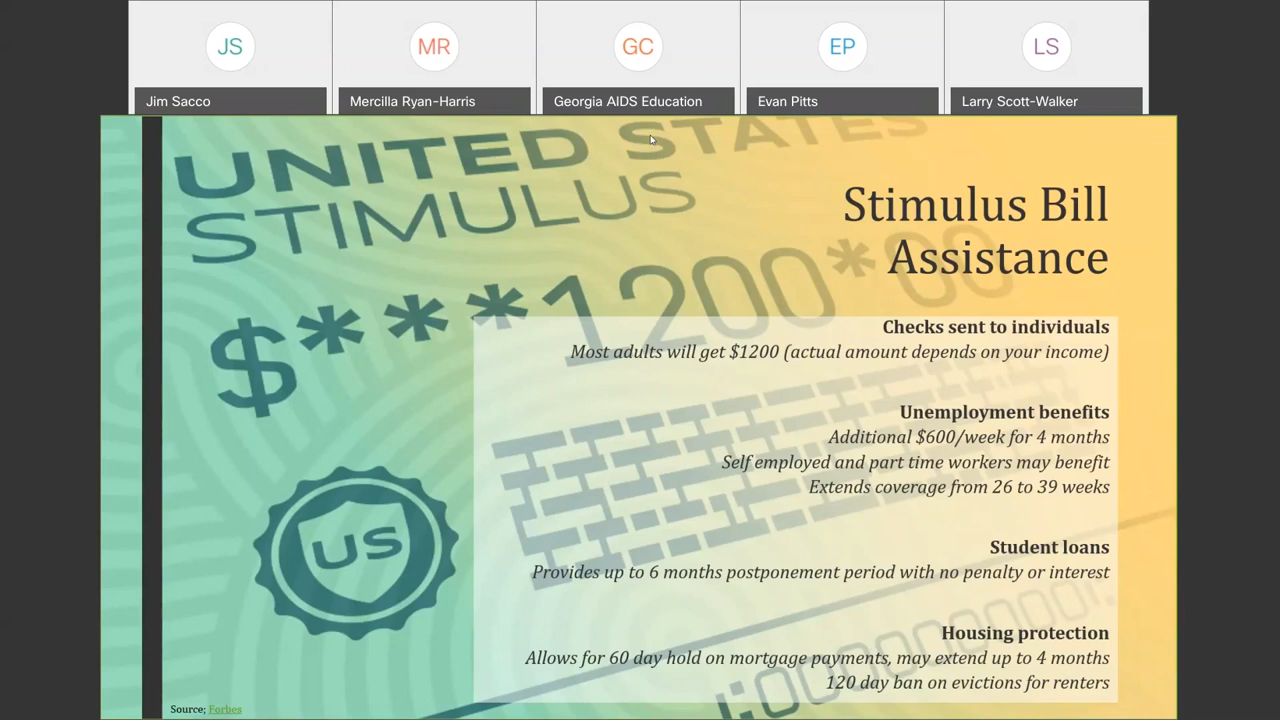 JS
MR
GC
EP
LS
Jim Sacco
Mercilla Ryan-Harris
Georgia AIDS Education
Evan Pitts
Larry Scott-Walker
UNITED STATES
STIMULUS
$***1200*00
US
Stimulus Bill
Assistance
Checks sent to individuals
Most adults will get $1200 (actual amount depends on your income)
Unemployment benefits
Additional $600/week for 4 months
Self employed and part time workers may benefit
Extends coverage from 26 to 39 weeks
Student loans
Provides up to 6 months postponement period with no penalty or interest
Housing protection
Allows for 60 day hold on mortgage payments, may extend up to 4 months
120 day ban on evictions for renters
Source; Forbes